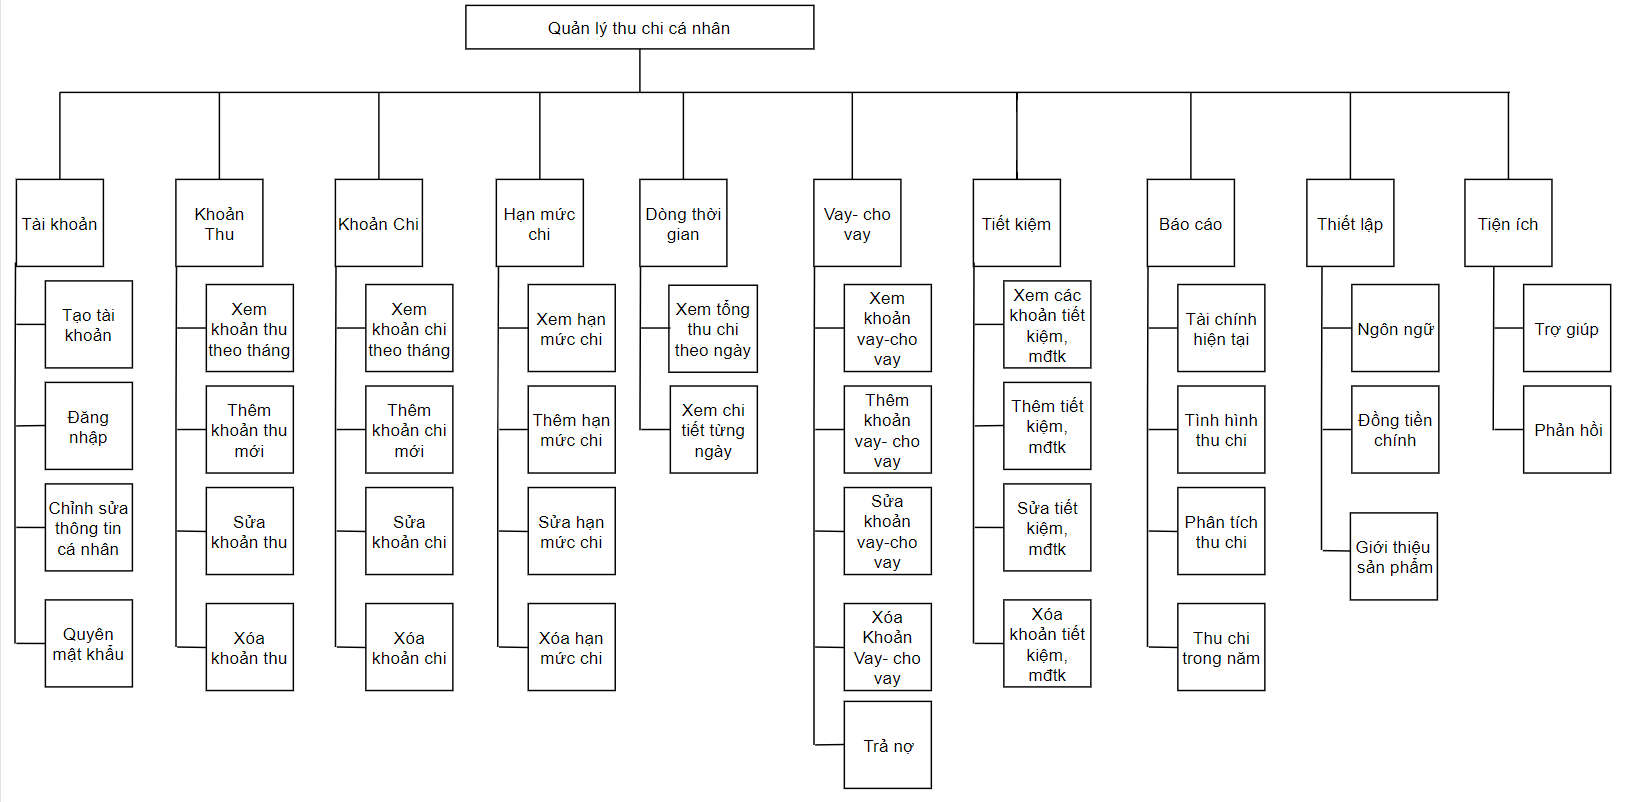 Quản lý thu chi cá nhân
Tài khoản
Khoản
Thu
Khoản Chi
Hạn mức
chi
Dòng thời
gian
Vay- cho
vay
Tiết kiệm
Báo cáo
Thiết lập
Tiện ích
Tạo tài
khoản
Đăng
nhập
Chỉnh sửa
thông tin
cá nhân
Quyên
mật khẩu
Xem
khoản thu
theo tháng
Thêm
khoản thu
mới
Sửa
khoản thu
Xóa
khoản thu
Xem
khoản chi
theo tháng
Thêm
khoản chi
mới
Sửa
khoản chi
Xóa
khoản chi
Xem hạn
mức chi
Thêm hạn
mức chi
Sửa hạn
mức chi
Xóa hạn
mức chi
Xem tổng
thu chi
theo ngày
Xem chi
tiết từng
ngày
Xem
khoản
vay-cho
vay
Thêm
khoản
vay- cho
vay
Sửa
khoản
vay-cho
vay
Xóa
Khoản
Vay- cho
vay
Trả nợ
Xem các
khoản tiết
kiệm,
mđtk
Thêm tiết
kiệm,
mđtk
Sửa tiết
kiệm,
mđtk
Xóa
khoản tiết
kiệm,
mđtk
Tài chính
hiện tại
Tình hình
thu chi
Phân tích
thu chi
Thu chi
trong năm
Ngôn ngữ
Đồng tiền
chính
Giới thiệu
sản phẩm
Trợ giúp
Phản hồi